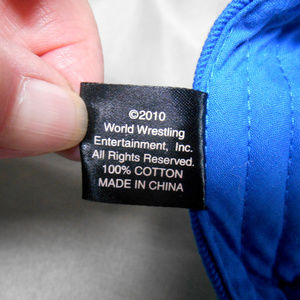 ©2010
World Wrestling
Entertainment, Inc.
All Rights Reserved.
100% COTTON
MADE IN CHINA